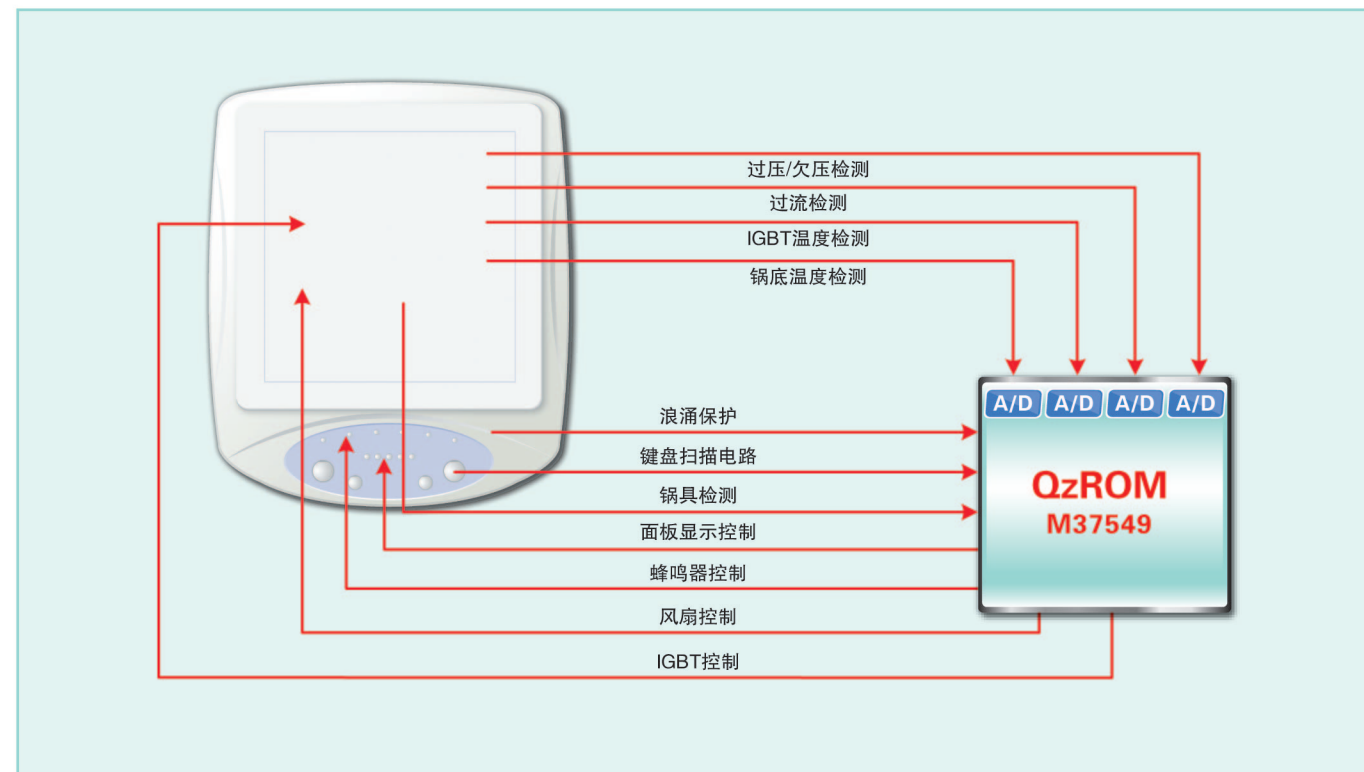 过压/欠压检测
过流检测
IGBT温度检测
锅底温度检测
A/D A/D A/D A/D
浪涌保护
键盘扫描电路
锅具检测
面板显示控制
蜂鸣器控制
风扇控制
IGBT控制
QzROM
M37549